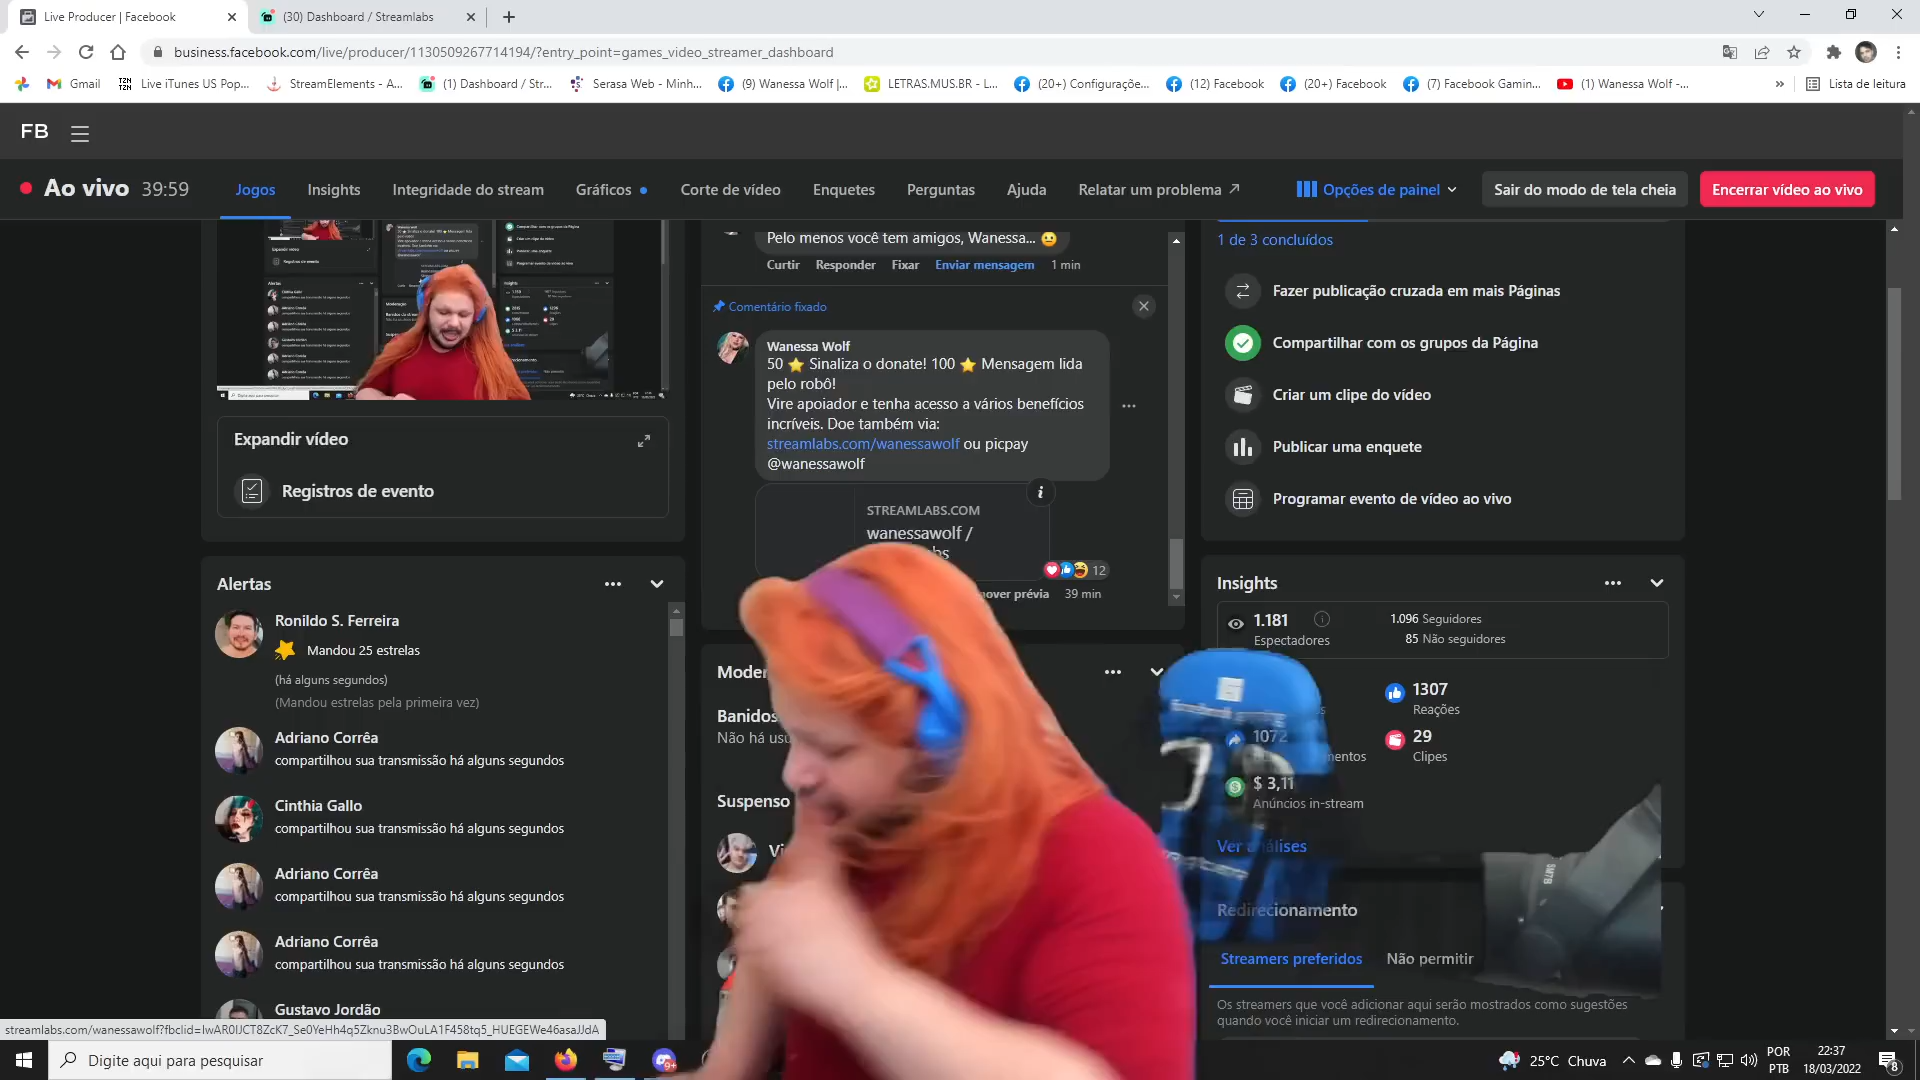 Live Producer | Facebook
(30) Dashboard / Streamlabs
business.facebook.com/live/producer/1130509267714194/?entry_point=games_video_streamer_dashboard
Gmail
Live iTunes US Pop...
StreamElements - A...
(1) Dashboard / Str...
Serasa Web - Minh...
(9) Wanessa Wolf |...
LETRAS.MUS.BR - L...
(20+) Configuraçõe...
(12) Facebook
(20+) Facebook
(7) Facebook Gamin...
(1) Wanessa Wolf -...
Lista de leitura
FB
Ao vivo 39:59
Jogos
Insights
Integridade do stream
Gráficos
Corte de vídeo
Enquetes
Perguntas
Ajuda
Relatar um problema
Opções de painel
Sair do modo de tela cheia
Encerrar vídeo ao vivo
Expandir vídeo
Registros de evento
Alertas
Ronildo S. Ferreira
Mandou 25 estrelas
(há alguns segundos)
(Mandou estrelas pela primeira vez)
Adriano Corrêa
compartilhou sua transmissão há alguns segundos
Cinthia Gallo
compartilhou sua transmissão há alguns segundos
Adriano Corrêa
compartilhou sua transmissão há alguns segundos
Adriano Corrêa
compartilhou sua transmissão há alguns segundos
Gustavo Jordão
Pelo menos você tem amigos, Wanessa... 😐
Curtir Responder Fixar Enviar mensagem 1 min
Comentário fixado
Wanessa Wolf
50 ⭐ Sinaliza o donate! 100 ⭐ Mensagem lida
pelo robô!
Vire apoiador e tenha acesso a vários benefícios
incríveis. Doe também via:
streamlabs.com/wanessawolf ou picpay
@wanessawolf
STREAMLABS.COM
wanessawolf /
12
over prévia 39 min
Moder
Banidos
Não há usu
Suspenso
Vi
1 de 3 concluídos
Fazer publicação cruzada em mais Páginas
Compartilhar com os grupos da Página
Criar um clipe do vídeo
Publicar uma enquete
Programar evento de vídeo ao vivo
Insights
1.181
Espectadores
1.096 Seguidores
85 Não seguidores
1307
Reações
1072
29
Clipes
$ 3,11
Anúncios in-stream
Ver análises
Redirecionamento
Streamers preferidos
Não permitir
Os streamers que você adicionar aqui serão mostrados como sugestões
quando você iniciar um redirecionamento.
SM7B
Digite aqui para pesquisar
25°C Chuva
POR
PTB
22:37
18/03/2022
8